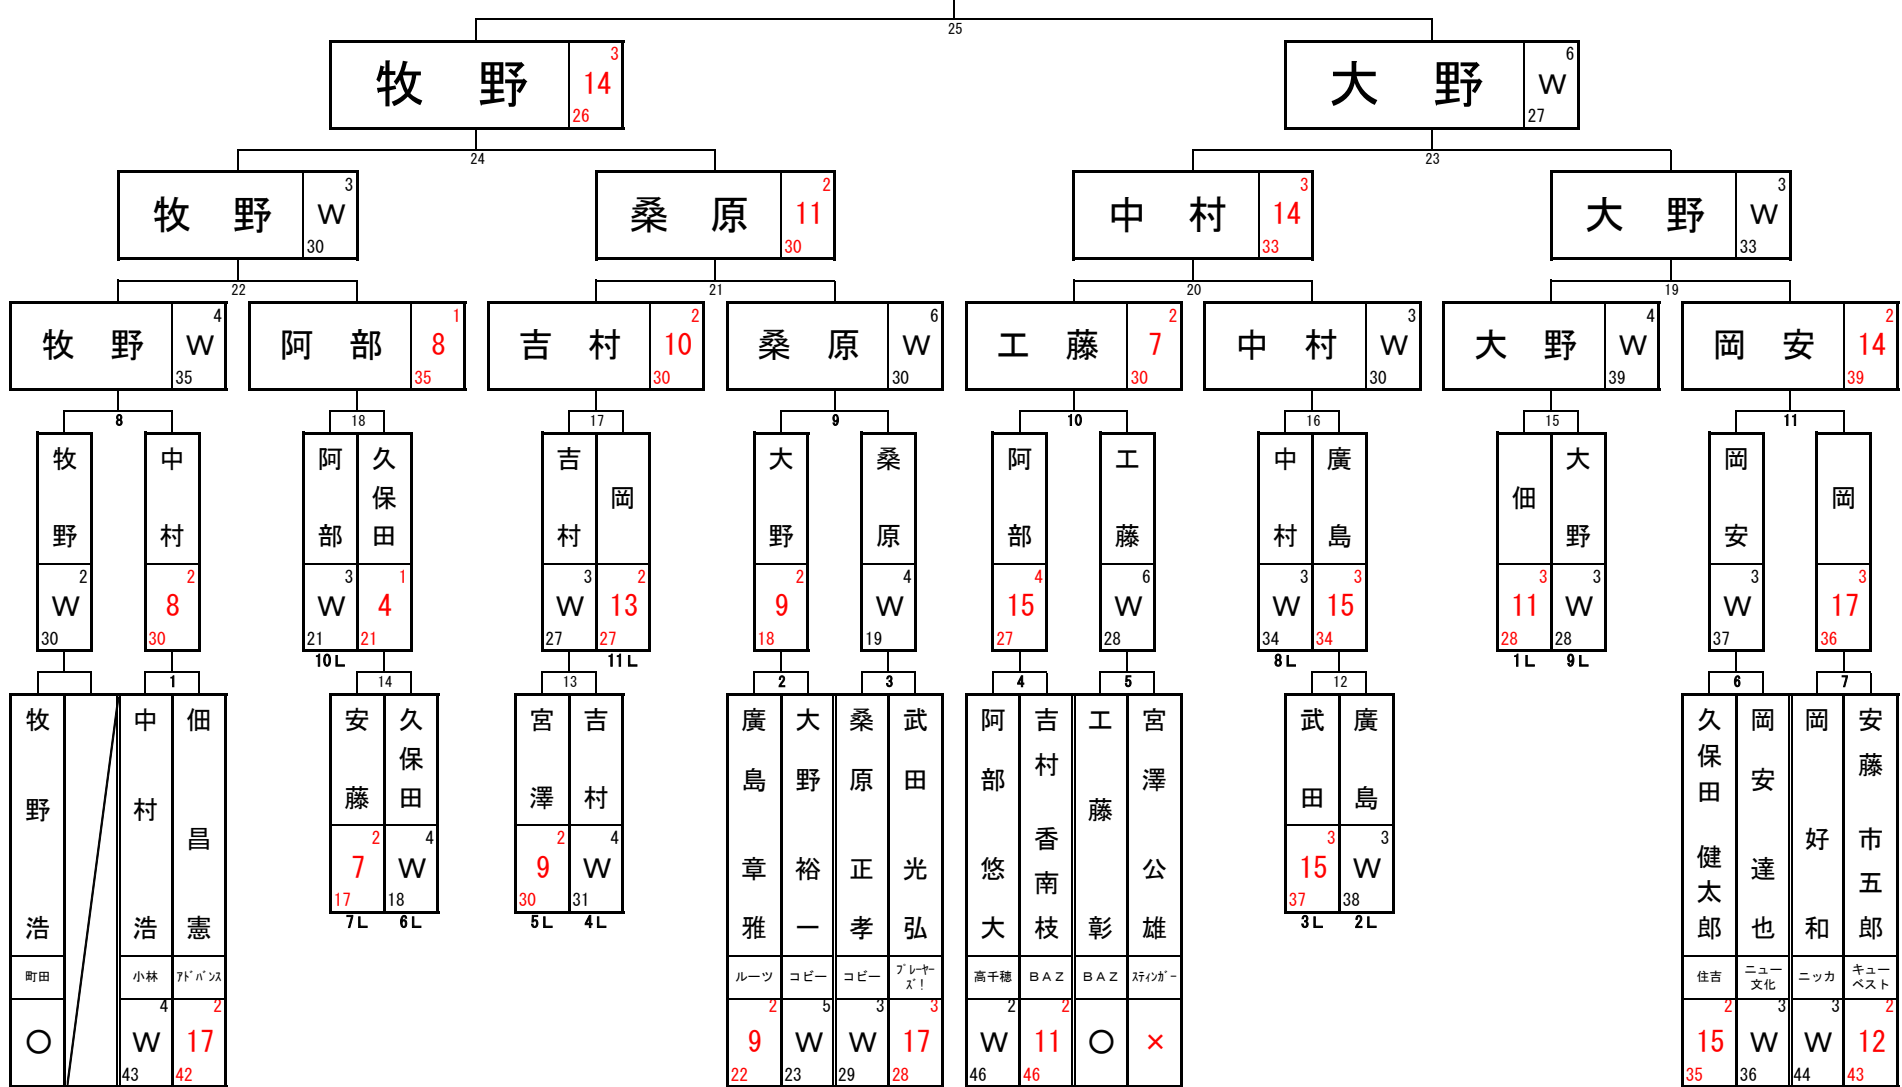 25
牧 野 3 14 26
大 野 6 W 27
24
23
牧 野 3 W 30
桑 原 2 11 30
中 村 3 14 33
大 野 3 W 33
22
21
20
19
牧 野 4 W 35
阿 部 1 8 35
吉 村 2 10 30
桑 原 6 W 30
工 藤 2 7 30
中 村 3 W 30
大 野 4 W 39
岡 安 2 14 39
8
18
17
9
10
16
15
11
牧野 2 W 30
中村 2 8 30
阿部 3 W 21 10L
久保田 1 4 21
吉村 3 W 27
岡 2 13 27 11L
大野 2 9 18
桑原 4 W 19
阿部 4 15 27
工藤 6 W 28
中村 3 W 34 8L
廣島 3 15 34
佃 3 11 28 1L
大野 3 W 28 9L
岡安 3 W 37
岡 3 17 36
1
14
13
2
3
4
5
12
6
7
牧野浩 町田 ○
中村浩 小林 4 W 43
佃昌憲 アドバンス 2 17 42
安藤 2 7 17 7L
久保田 4 W 18 6L
宮澤 2 9 30 5L
吉村 4 W 31 4L
廣島章雅 ルーツ 2 9 22
大野裕一 コビー 5 W 23
桑原正孝 コビー 3 W 29
武田光弘 プレーヤーズ! 3 17 28
阿部悠大 高千穂 2 W 46
吉村香南枝 BAZ 2 11 46
工藤彰 BAZ ○
宮澤公雄 スティンガー ×
武田 3 15 37 3L
廣島 3 W 38 2L
久保田健太郎 住吉 2 15 35
岡安達也 ニュー文化 3 W 36
岡好和 ニッカ 3 W 44
安藤市五郎 キューベスト 2 12 43